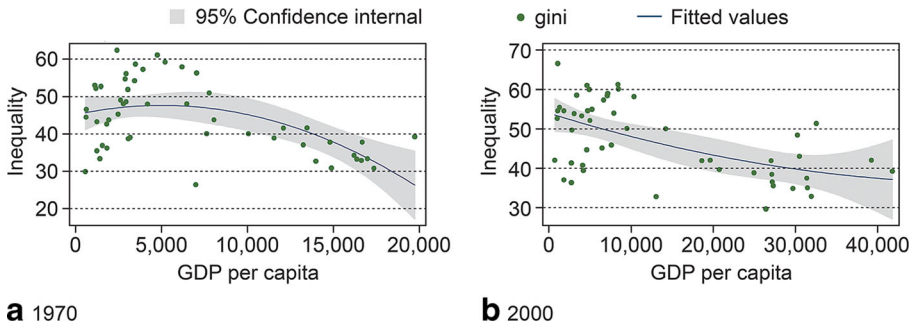 95% Confidence internal gini Fitted values
60
50
40
30
20
Inequality
0 5,000 10,000 15,000 20,000
GDP per capita
a 1970
70
60
50
40
30
Inequality
0 10,000 20,000 30,000 40,000
GDP per capita
b 2000